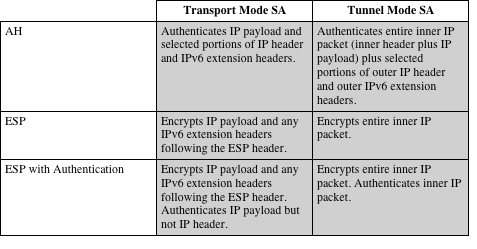 Transport Mode SA
Tunnel Mode SA
AH
Authenticates IP payload and
selected portions of IP header
and IPv6 extension headers.
Authenticates entire inner IP
packet (inner header plus IP
payload) plus selected
portions of outer IP header
and outer IPv6 extension
headers.
ESP
Encrypts IP payload and any
IPv6 extension headers
following the ESP header.
Encrypts entire inner IP
packet.
ESP with Authentication
Encrypts IP payload and any
IPv6 extension headers
following the ESP header.
Authenticates IP payload but
not IP header.
Encrypts entire inner IP
packet. Authenticates inner IP
packet.